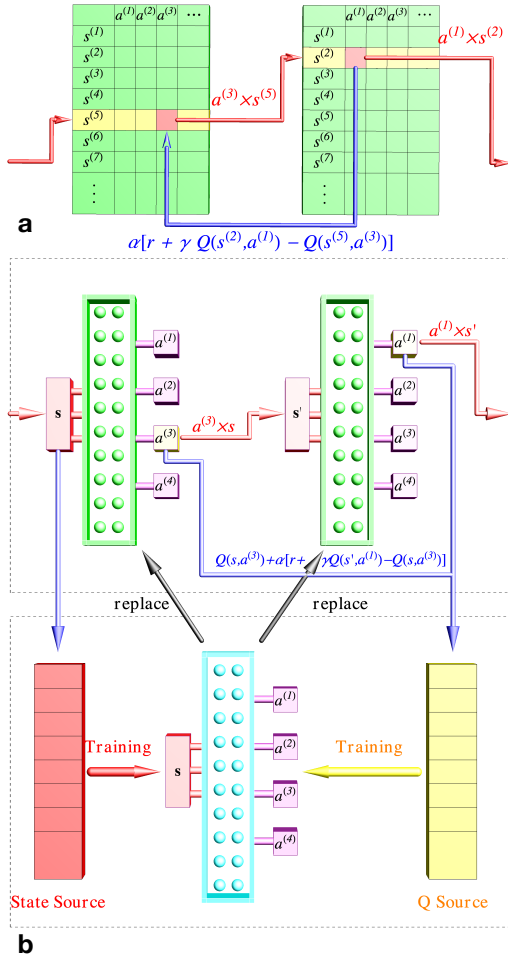 a^(1) a^(2) a^(3) ⋯
s^(1)
s^(2)
s^(3)
s^(4)
s^(5)
s^(6)
s^(7)
⋮
a^(3)×s^(5)
a^(1) a^(2) a^(3) ⋯
s^(1)
s^(2)
s^(3)
s^(4)
s^(5)
s^(6)
s^(7)
⋮
a^(1)×s^(2)
a
α[r + γ Q(s^(2),a^(1)) − Q(s^(5),a^(3))]
s
a^(1)
a^(2)
a^(3)
a^(4)
a^(3)×s
s'
a^(1)
a^(2)
a^(3)
a^(4)
a^(1)×s'
Q(s,a^(3))+α[r+ γQ(s',a^(1))−Q(s,a^(3))]
replace
replace
Training
s
a^(1)
a^(2)
a^(3)
a^(4)
Training
State Source
Q Source
b